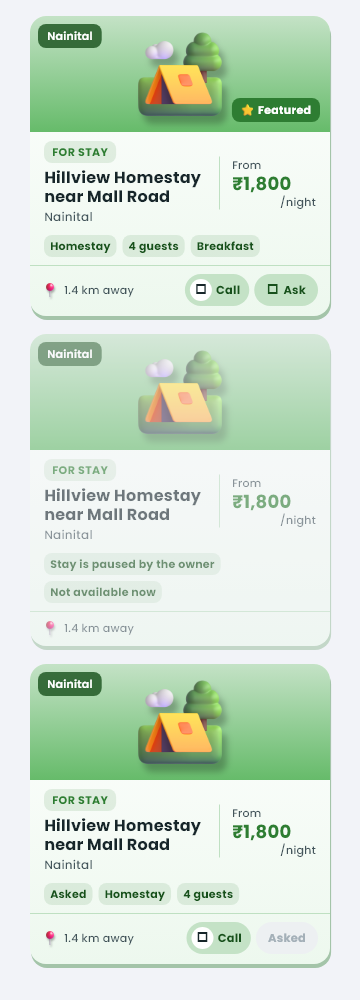 Nainital
⭐ Featured
FOR STAY
Hillview Homestay
near Mall Road
Nainital
From
₹1,800
/night
Homestay 4 guests Breakfast
1.4 km away
Call
Ask
Nainital
FOR STAY
Hillview Homestay
near Mall Road
Nainital
From
₹1,800
/night
Stay is paused by the owner
Not available now
1.4 km away
Nainital
FOR STAY
Hillview Homestay
near Mall Road
Nainital
From
₹1,800
/night
Asked Homestay 4 guests
1.4 km away
Call
Asked